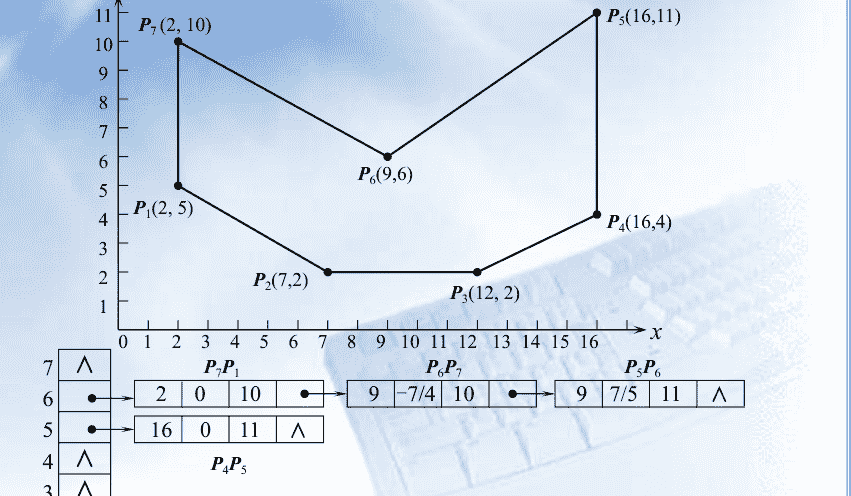 11
P7(2, 10)
P5(16,11)
10
9
8
7
6
P6(9,6)
5
P1(2, 5)
4
P4(16,4)
3
2
P2(7,2)
P3(12, 2)
1
0 1 2 3 4 5 6 7 8 9 10 11 12 13 14 15 16 x
P7P1 P6P7 P5P6
7 ∧
6 2 0 10 9 −7/4 10 9 7/5 11 ∧
5 16 0 11 ∧
4 ∧
P4P5
3 ∧